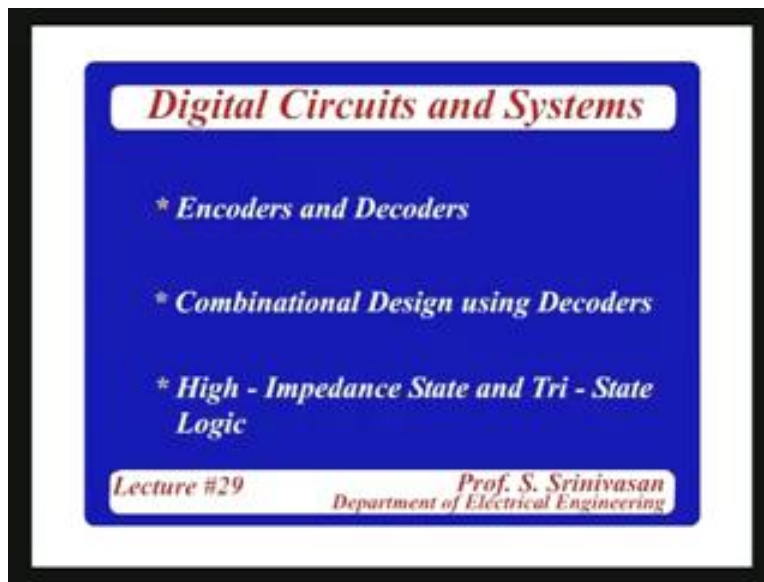 Digital Circuits and Systems
* Encoders and Decoders
* Combinational Design using Decoders
* High - Impedance State and Tri - State
Logic
Lecture #29
Prof. S. Srinivasan
Department of Electrical Engineering